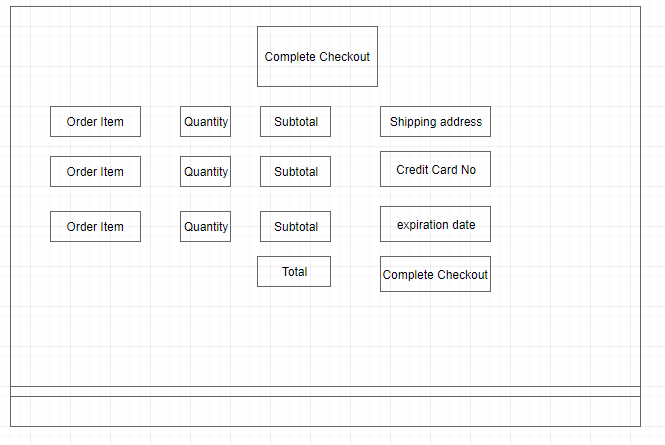 Complete Checkout
Order Item Quantity Subtotal Shipping address
Order Item Quantity Subtotal Credit Card No
Order Item Quantity Subtotal expiration date
Total Complete Checkout